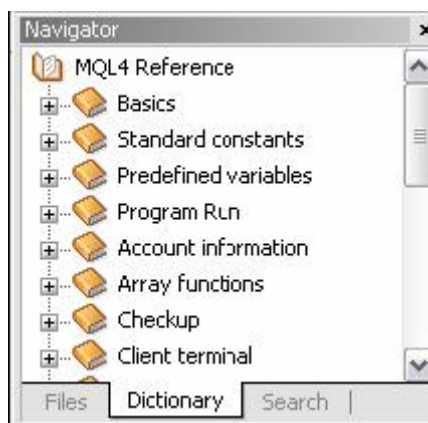 Navigator
MQL4 Reference
Basics
Standard constants
Predefined variables
Program Run
Account information
Array functions
Checkup
Client terminal
Files Dictionary Search